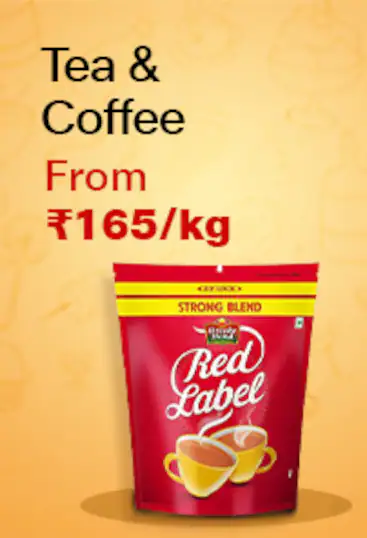 Tea &
Coffee
From
₹165/kg
STRONG BLEND
Brooke
Bond
Red
Label